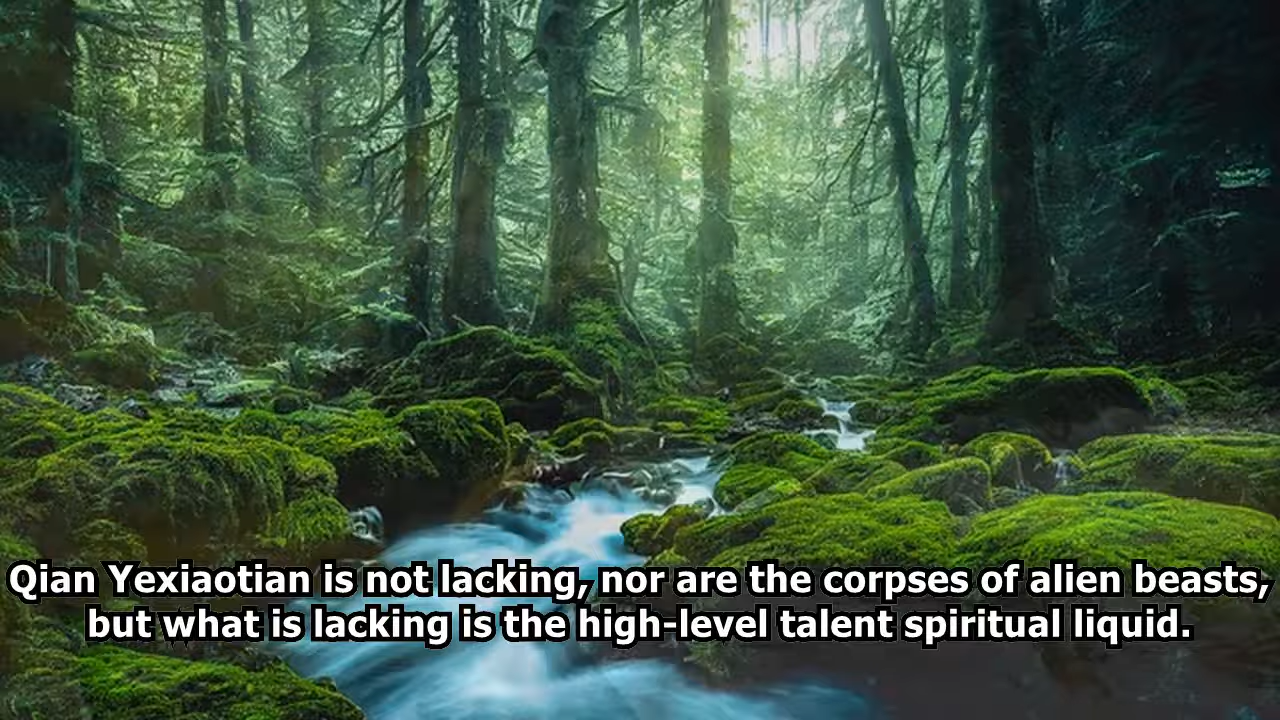 Qian Yexiaotian is not lacking, nor are the corpses of alien beasts,
but what is lacking is the high-level talent spiritual liquid.